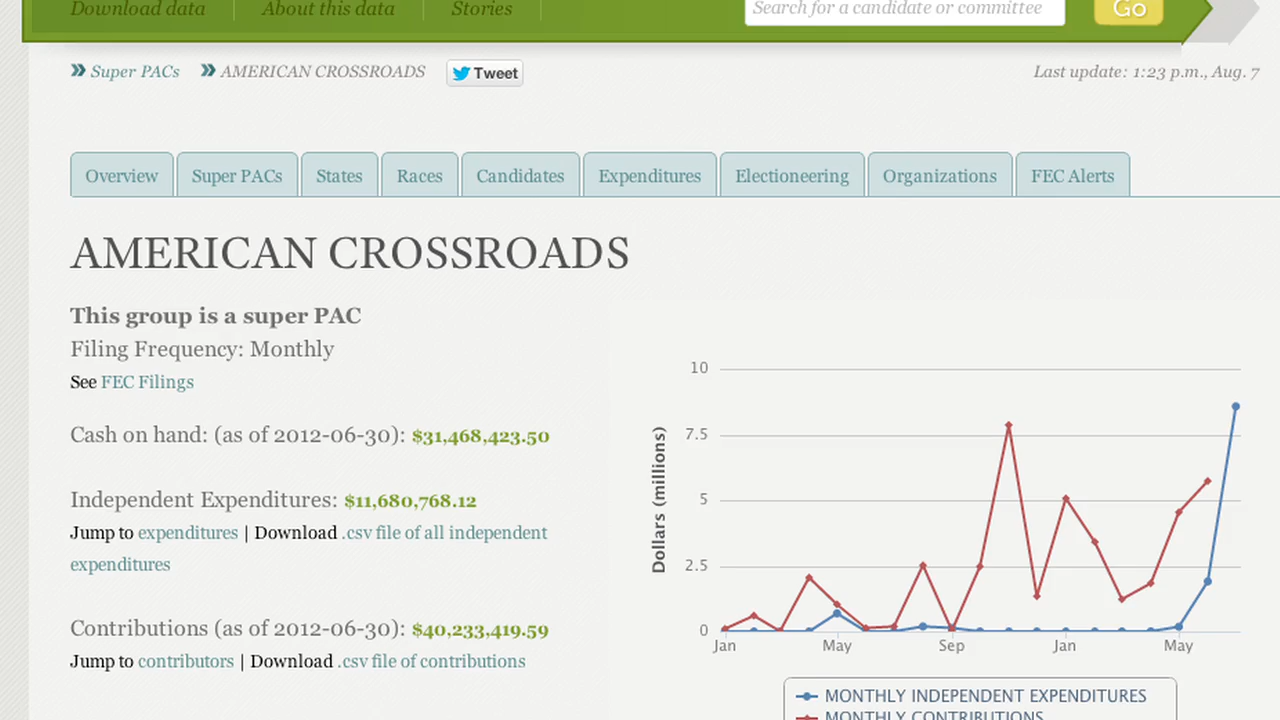 Download data About this data Stories Search for a candidate or committee Go
Super PACs AMERICAN CROSSROADS Tweet Last update: 1:23 p.m., Aug. 7
Overview Super PACs States Races Candidates Expenditures Electioneering Organizations FEC Alerts
AMERICAN CROSSROADS
This group is a super PAC
Filing Frequency: Monthly
See FEC Filings
Cash on hand: (as of 2012-06-30): $31,468,423.50
Independent Expenditures: $11,680,768.12
Jump to expenditures | Download .csv file of all independent
expenditures
Contributions (as of 2012-06-30): $40,233,419.59
Jump to contributors | Download .csv file of contributions
Dollars (millions)
10
7.5
5
2.5
0
Jan May Sep Jan May
MONTHLY INDEPENDENT EXPENDITURES
MONTHLY CONTRIBUTIONS